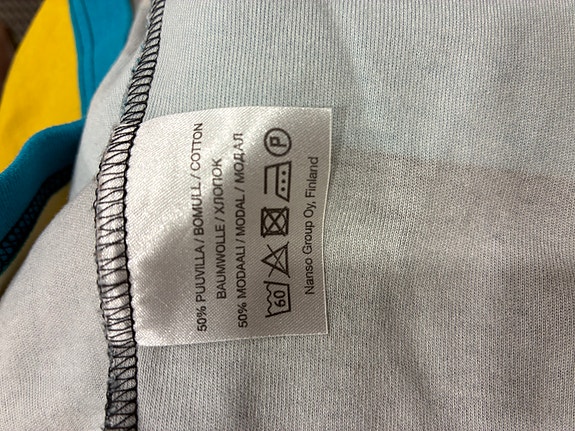 50% PUUVILLA / BOMULL / COTTON
BAUMWOLLE / ХЛОПОК
50% MODAALI / MODAL / МОДАЛ
60 P
Nanso Group Oy, Finland